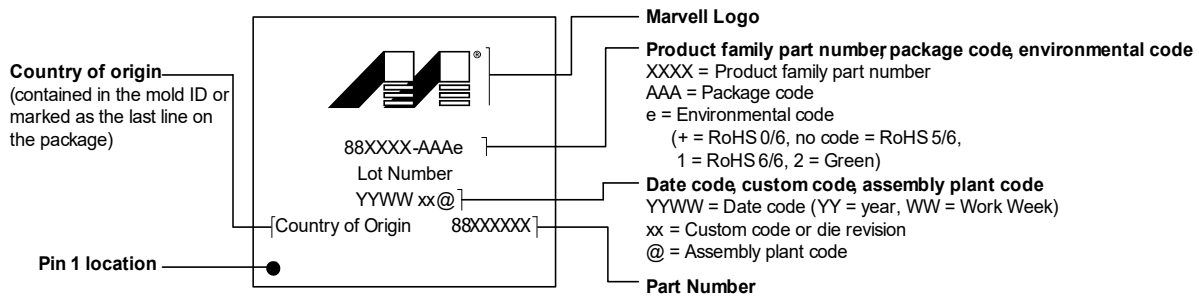 Marvell Logo
Product family part number, package code, environmental code
XXXX = Product family part number
AAA = Package code
e = Environmental code
(+ = RoHS 0/6, no code = RoHS 5/6,
1 = RoHS 6/6, 2 = Green)
Date code, custom code, assembly plant code
YYWW = Date code (YY = year, WW = Work Week)
xx = Custom code or die revision
@ = Assembly plant code
Part Number
Country of origin
(contained in the mold ID or
marked as the last line on
the package)
Pin 1 location
®
88XXXX-AAAe
Lot Number
YYWW xx@
Country of Origin 88XXXXXX